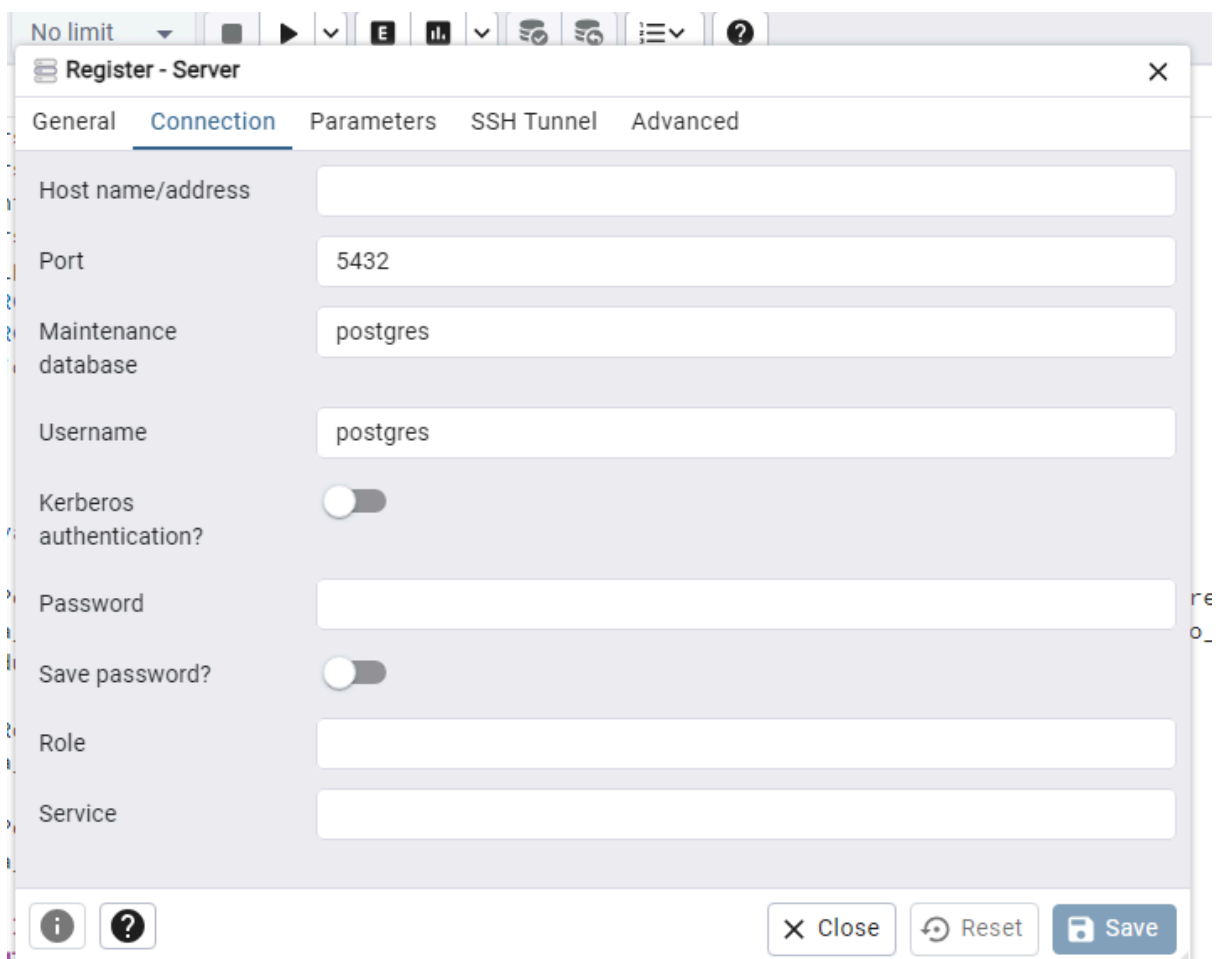 No limit
E
Register - Server
General Connection Parameters SSH Tunnel Advanced
Host name/address
Port 5432
Maintenance database postgres
Username postgres
Kerberos authentication?
Password
Save password?
Role
Service
Close Reset Save